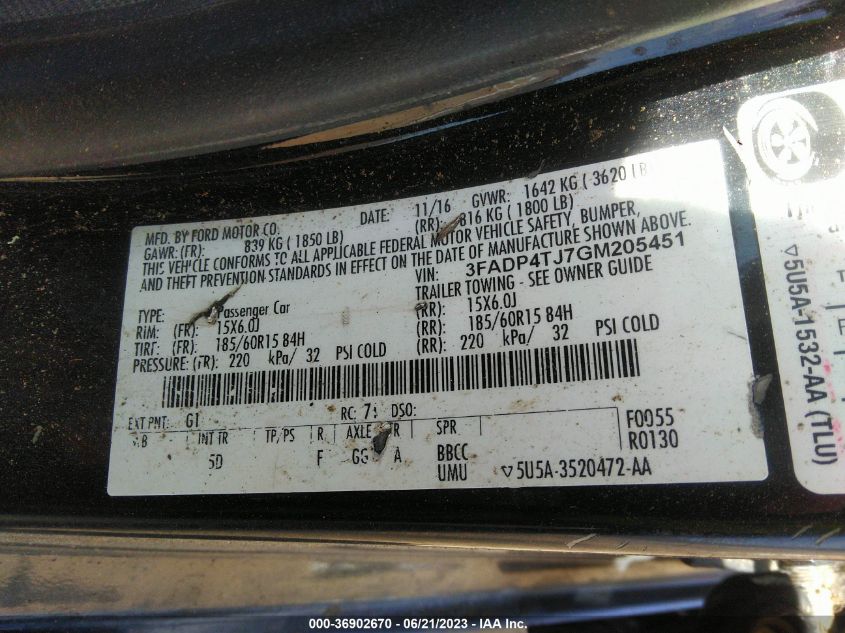 MFD. BY FORD MOTOR CO.
DATE: 11/16 GVWR: 1642 KG ( 3620 LB
GAWR: (FR): 839 KG ( 1850 LB) (RR): 816 KG ( 1800 LB)
THIS VEHICLE CONFORMS TO ALL APPLICABLE FEDERAL MOTOR VEHICLE SAFETY, BUMPER,
AND THEFT PREVENTION STANDARDS IN EFFECT ON THE DATE OF MANUFACTURE SHOWN ABOVE.
VIN: 3FADP4TJ7GM205451
TYPE: Passenger Car TRAILER TOWING - SEE OWNER GUIDE
RIM: (FR): 15X6.0J (RR): 15X6.0J
TIRE: (FR): 185/60R15 84H (RR): 185/60R15 84H
PRESSURE: (FR): 220 kPa/ 32 PSI COLD (RR): 220 kPa/ 32 PSI COLD
EXT PNT: G1 RC: 71 DSO: F0055
B INT TR TP/PS R AXLE TR SPR R0130
5D F GG A BBCC
UMU 5U5A-3520472-AA
5U5A-1532-AA (TLU)
000-36902670 - 06/21/2023 - IAA Inc.